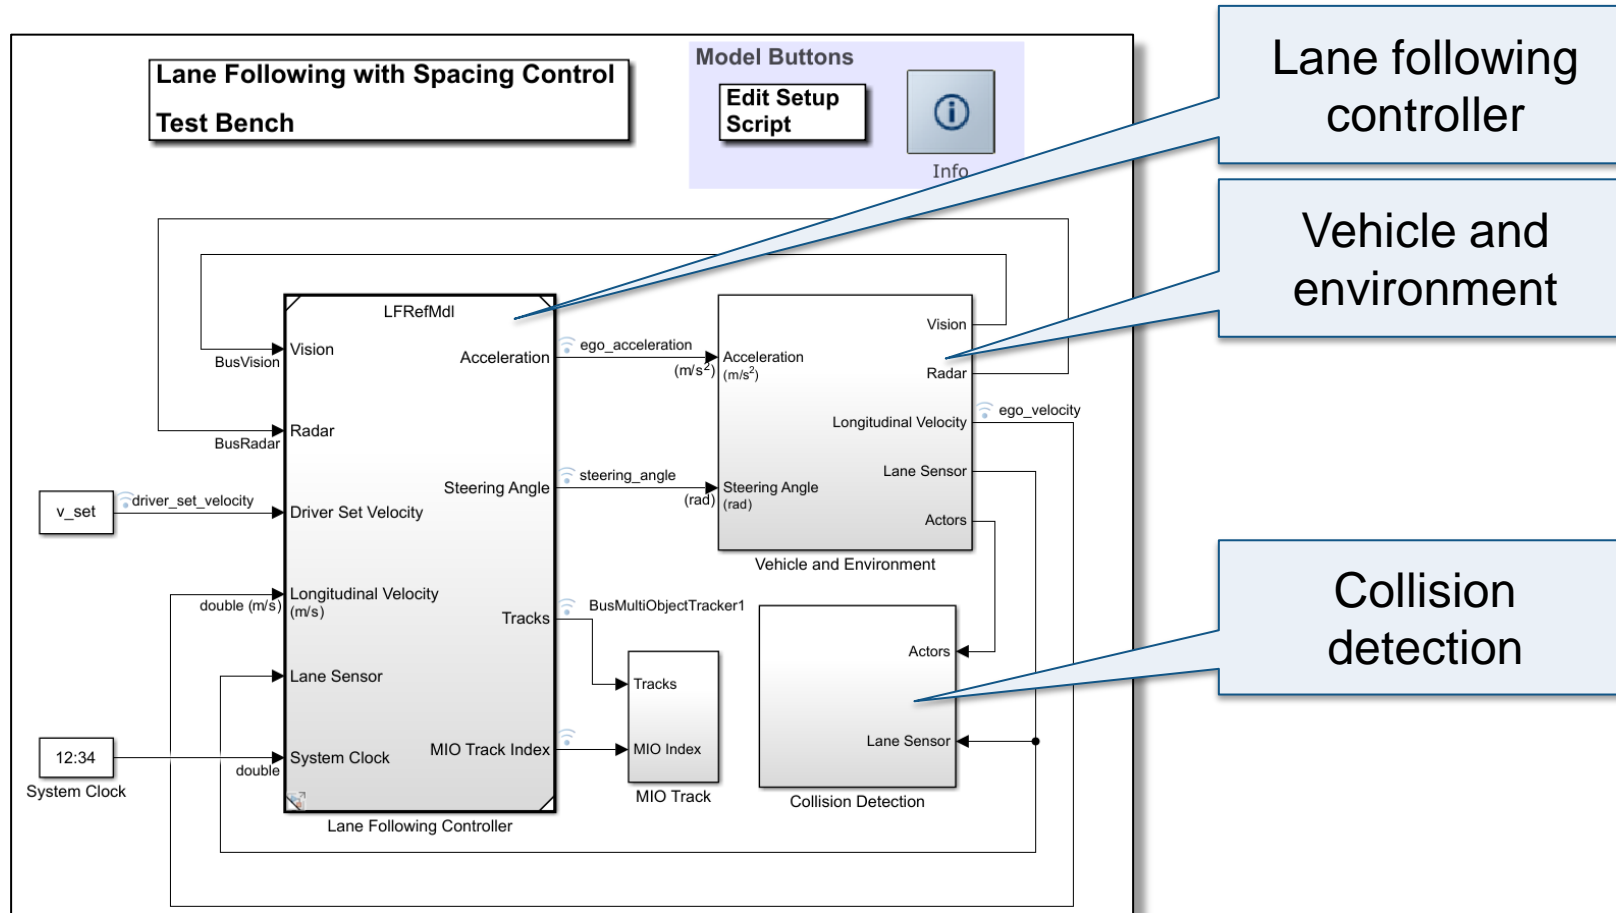 Lane Following with Spacing Control
Test Bench
Model Buttons
Edit Setup
Script
Info
Lane following
controller
Vehicle and
environment
Collision
detection
LFRefMdl
Vision
BusVision
Radar
BusRadar
v_set
driver_set_velocity
Driver Set Velocity
double (m/s)
Longitudinal Velocity
(m/s)
Lane Sensor
12:34
System Clock
double
System Clock
Acceleration
Steering Angle
Tracks
MIO Track Index
Lane Following Controller
ego_acceleration
(m/s²)
steering_angle
(rad)
BusMultiObjectTracker1
Acceleration
(m/s²)
Steering Angle
(rad)
Vision
Radar
Longitudinal Velocity
Lane Sensor
Actors
Vehicle and Environment
ego_velocity
Tracks
MIO Index
MIO Track
Actors
Lane Sensor
Collision Detection